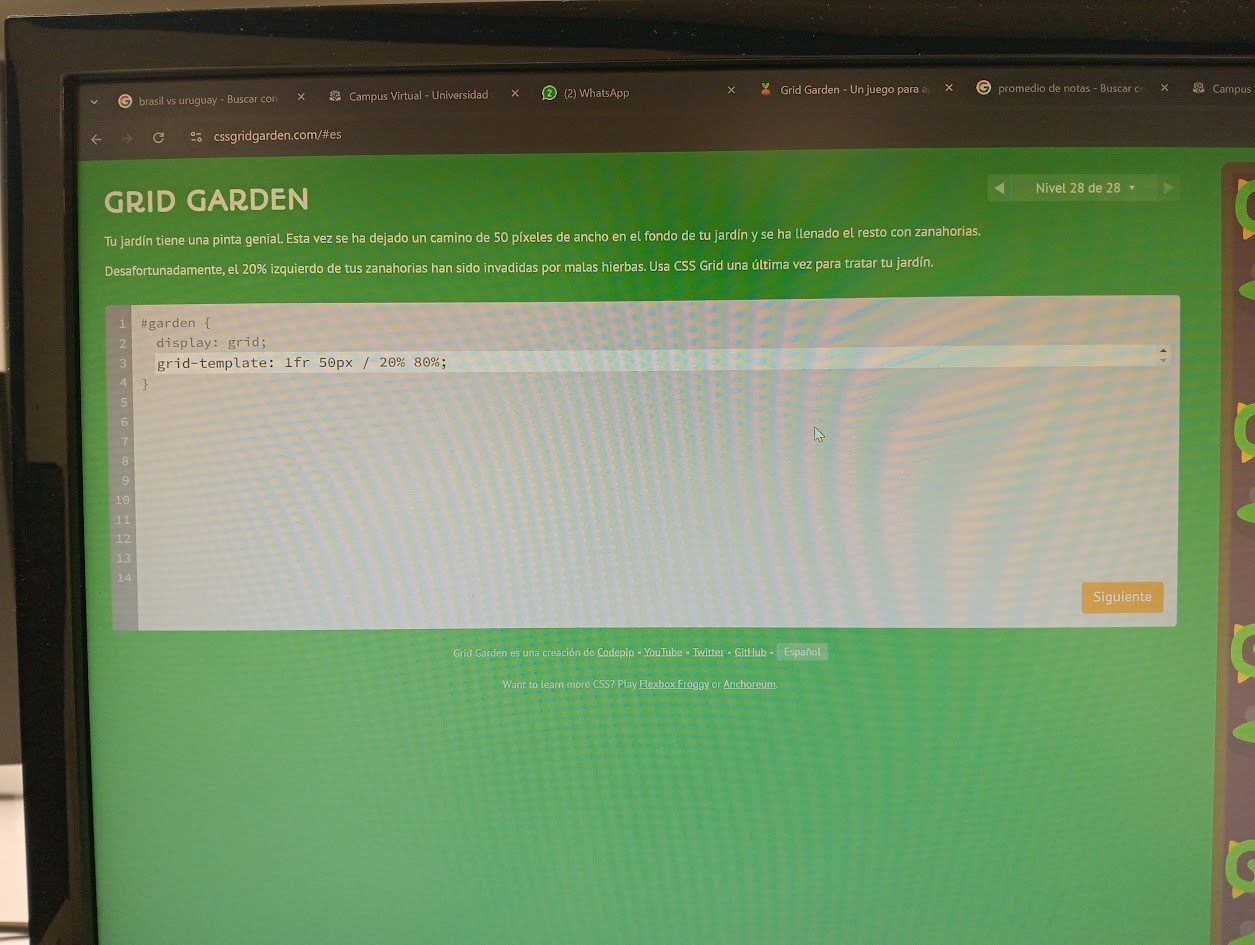 brasil vs uruguay - Buscar con
Campus Virtual - Universidad
2 (2) WhatsApp
Grid Garden - Un juego para a
promedio de notas - Buscar c
Campus
cssgridgarden.com/#es
GRID GARDEN
Nivel 28 de 28
Tu jardín tiene una pinta genial. Esta vez se ha dejado un camino de 50 píxeles de ancho en el fondo de tu jardín y se ha llenado el resto con zanahorias.
Desafortunadamente, el 20% izquierdo de tus zanahorias han sido invadidas por malas hierbas. Usa CSS Grid una última vez para tratar tu jardín.
1 #garden {
2 display: grid;
3 grid-template: 1fr 50px / 20% 80%;
4 }
5
6
7
8
9
10
11
12
13
14
Siguiente
Grid Garden es una creación de Codepip - YouTube - Twitter - GitHub - Español
Want to learn more CSS? Play Flexbox Froggy or Anchoreum.